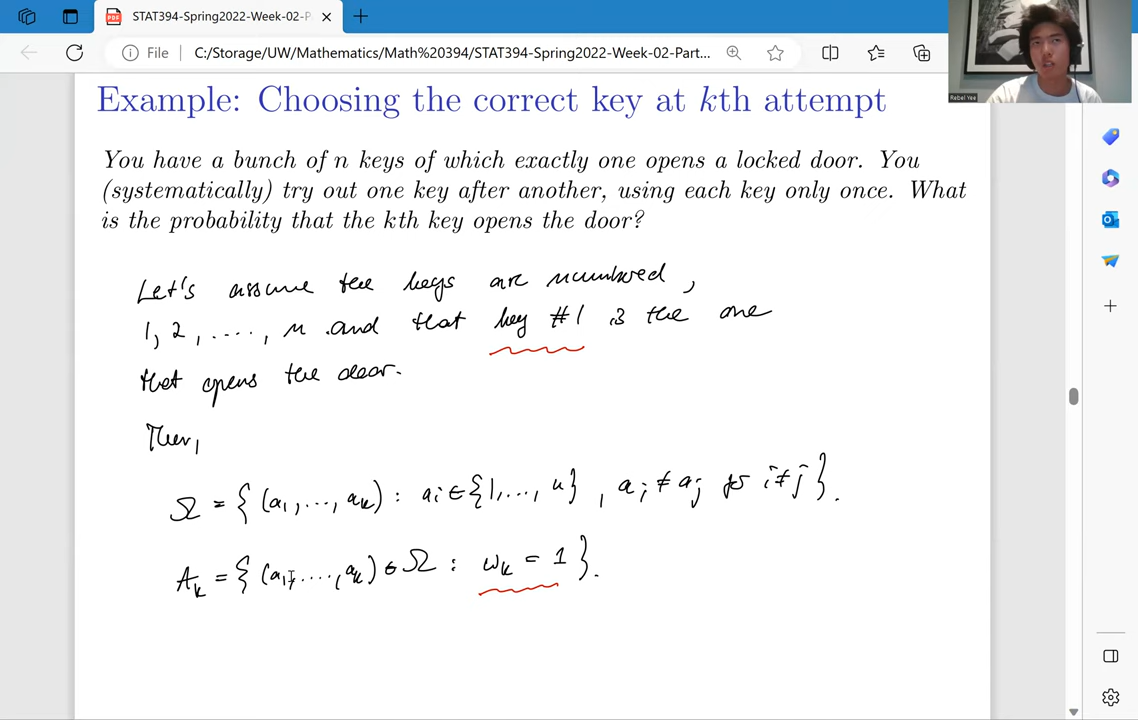 STAT394-Spring2022-Week-02-P
File
C:/Storage/UW/Mathematics/Math%20394/STAT394-Spring2022-Week-02-Part...
Rebel Yee
Example: Choosing the correct key at kth attempt
You have a bunch of n keys of which exactly one opens a locked door. You
(systematically) try out one key after another, using each key only once. What
is the probability that the kth key opens the door?
Let's assume the keys are numbered,
1, 2, ...., n and that key #1 is the one
that opens the door.
Then,
Ω = {(a₁, ..., aₖ) : aᵢ ∈ {1, ..., n}, aᵢ ≠ aⱼ for i ≠ j}.
Aₖ = {(a₁, ...., aₖ) ∈ Ω : ωₖ = 1}.